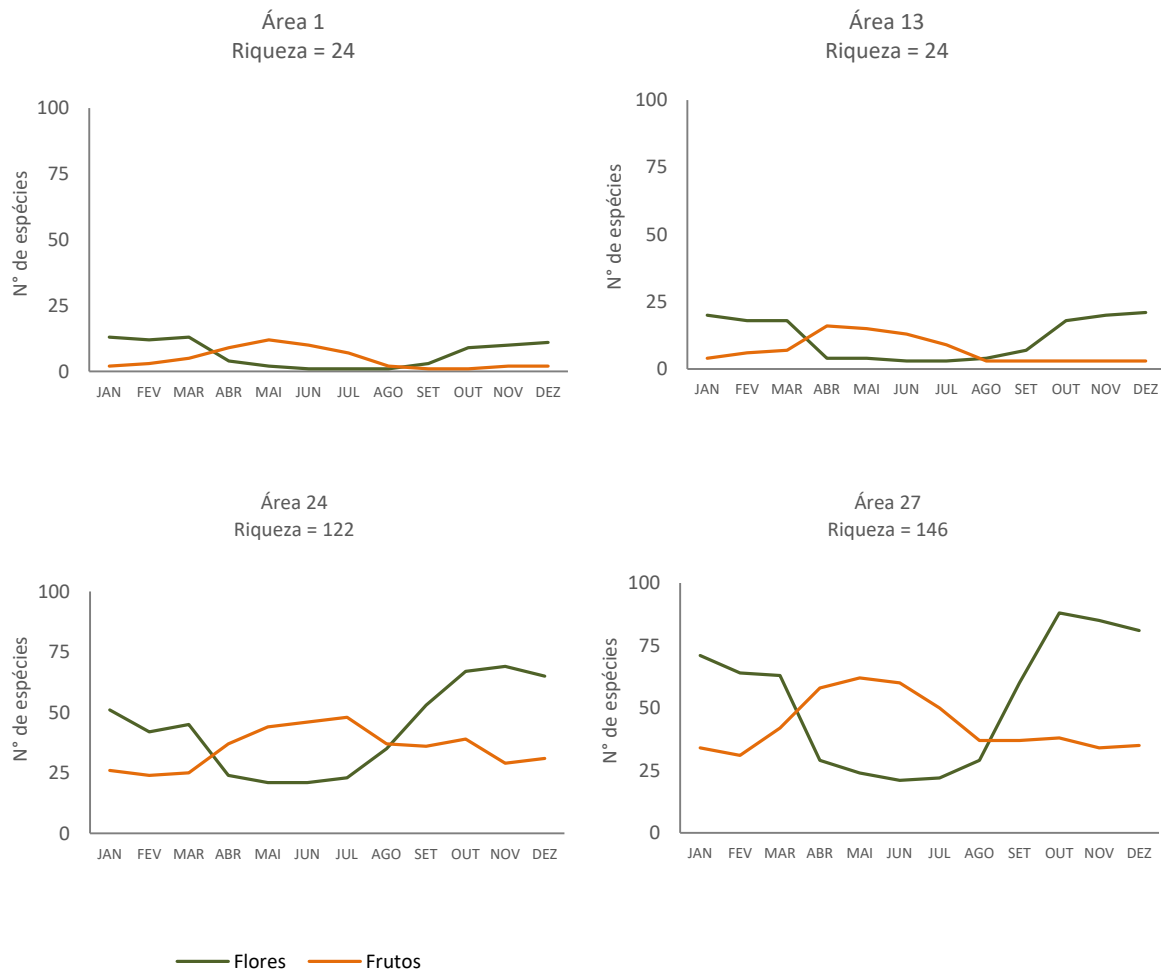 Área 1
Riqueza = 24
100
75
50
25
0
N° de espécies
JAN FEV MAR ABR MAI JUN JUL AGO SET OUT NOV DEZ
Área 13
Riqueza = 24
100
75
50
25
0
N° de espécies
JAN FEV MAR ABR MAI JUN JUL AGO SET OUT NOV DEZ
Área 24
Riqueza = 122
100
75
50
25
0
N° de espécies
JAN FEV MAR ABR MAI JUN JUL AGO SET OUT NOV DEZ
Área 27
Riqueza = 146
100
75
50
25
0
N° de espécies
JAN FEV MAR ABR MAI JUN JUL AGO SET OUT NOV DEZ
Flores Frutos